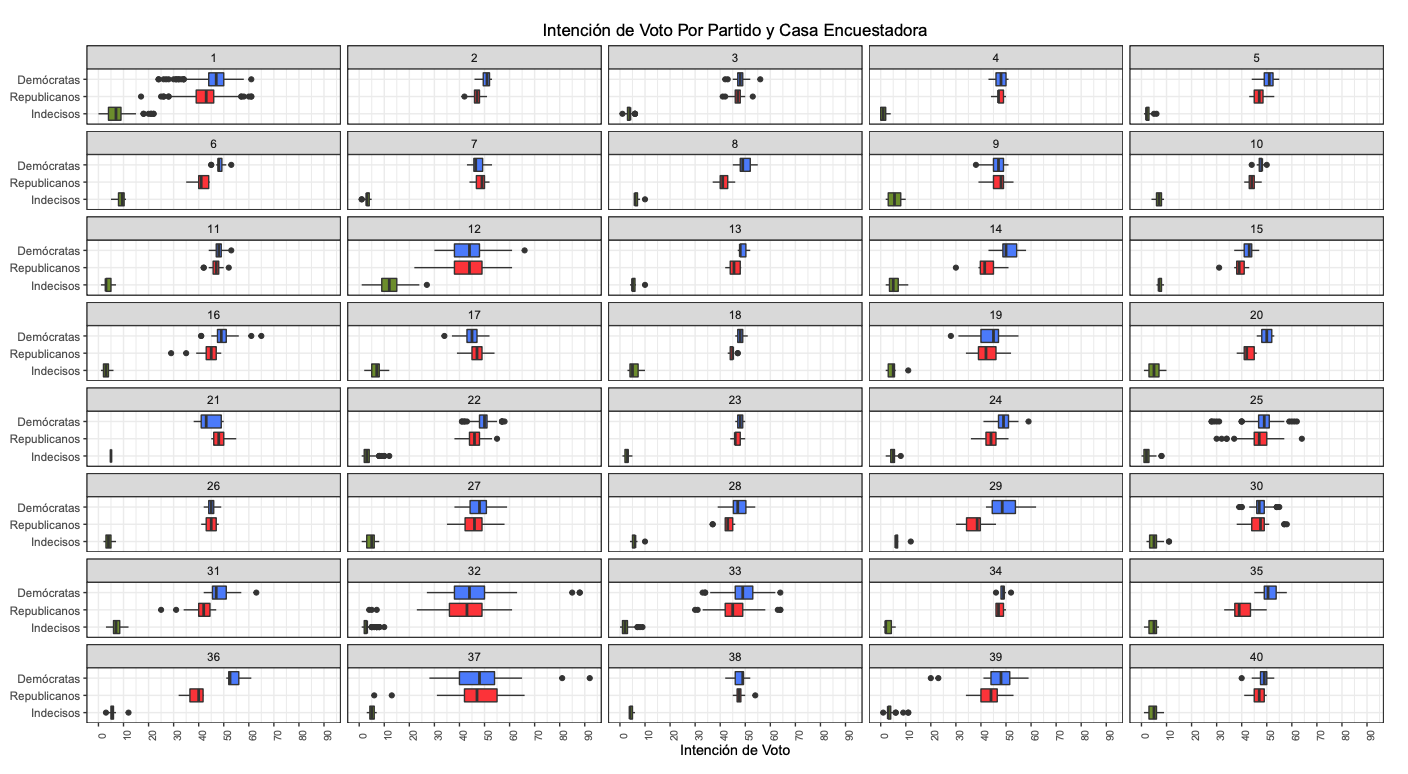 Intención de Voto Por Partido y Casa Encuestadora
1 2 3 4 5
Demócratas
Republicanos
Indecisos
6 7 8 9 10
Demócratas
Republicanos
Indecisos
11 12 13 14 15
Demócratas
Republicanos
Indecisos
16 17 18 19 20
Demócratas
Republicanos
Indecisos
21 22 23 24 25
Demócratas
Republicanos
Indecisos
26 27 28 29 30
Demócratas
Republicanos
Indecisos
31 32 33 34 35
Demócratas
Republicanos
Indecisos
36 37 38 39 40
Demócratas
Republicanos
Indecisos
0 10 20 30 40 50 60 70 80 90 0 10 20 30 40 50 60 70 80 90 0 10 20 30 40 50 60 70 80 90 0 10 20 30 40 50 60 70 80 90 0 10 20 30 40 50 60 70 80 90
Intención de Voto